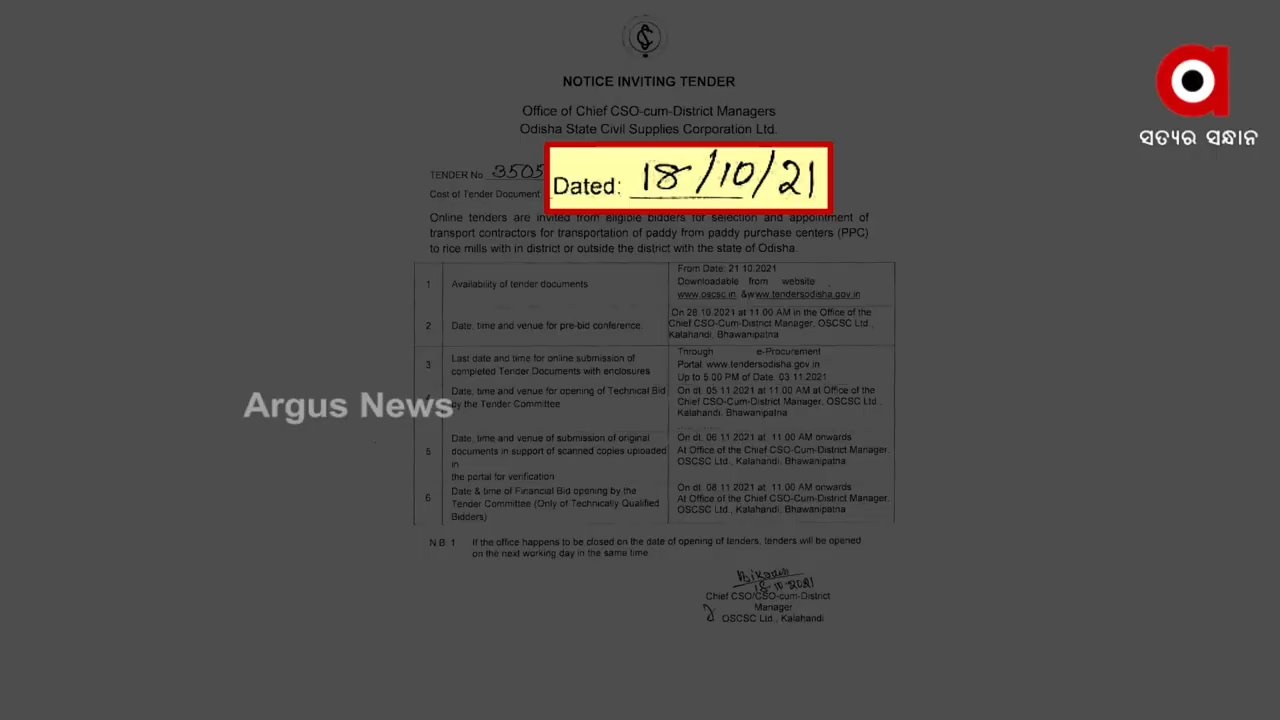 NOTICE INVITING TENDER
Office of Chief CSO-cum-District Managers
Odisha State Civil Supplies Corporation Ltd.
TENDER No. 3505
Dated: 18/10/21
Cost of Tender Document
Online tenders are invited from eligible bidders for selection and appointment of
transport contractors for transportation of paddy from paddy purchase centers (PPC)
to rice mills with in district or outside the district with the state of Odisha.
1 Availability of tender documents
From Date: 21.10.2021
Downloadable from website
www.oscsc.in &www.tendersodisha.gov.in
2 Date, time and venue for pre-bid conference.
On 28.10.2021 at 11.00 AM in the Office of the
Chief CSO-Cum-District Manager, OSCSC Ltd.,
Kalahandi, Bhawanipatna
3 Last date and time for online submission of
completed Tender Documents with enclosures
Through e-Procurement
Portal: www.tendersodisha.gov.in
Up to 5.00 PM of Date. 03.11.2021
Date, time and venue for opening of Technical Bid
by the Tender Committee
On dt. 05.11.2021 at 11.00 AM at Office of the
Chief CSO-Cum-District Manager, OSCSC Ltd.,
Kalahandi, Bhawanipatna
5 Date, time and venue of submission of original
documents in support of scanned copies uploaded
in
the portal for verification
On dt. 08.11.2021 at 11.00 AM onwards
At Office of the Chief CSO-Cum-District Manager,
OSCSC Ltd., Kalahandi, Bhawanipatna
6 Date & time of Financial Bid opening by the
Tender Committee (Only of Technically Qualified
Bidders)
On dt. 08.11.2021 at 11.00 AM onwards
At Office of the Chief CSO-Cum-District Manager,
OSCSC Ltd., Kalahandi, Bhawanipatna
N.B. 1 If the office happens to be closed on the date of opening of tenders, tenders will be opened
on the next working day in the same time.
18.10.2021
Chief CSO/CSO-cum-District
Manager
OSCSC Ltd., Kalahandi
Argus News
a
ସତ୍ୟର ସନ୍ଧାନ